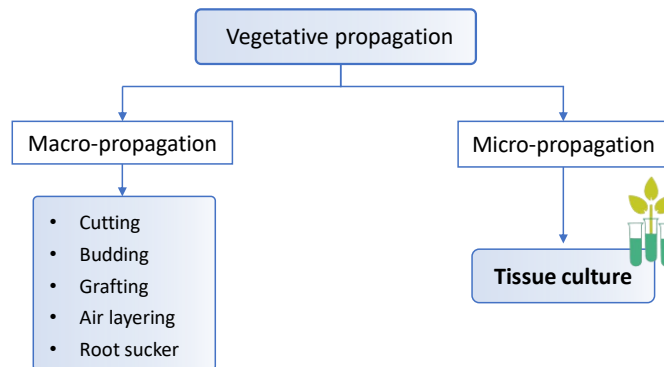 Vegetative propagation
Macro-propagation
Micro-propagation
• Cutting
• Budding
• Grafting
• Air layering
• Root sucker
Tissue culture